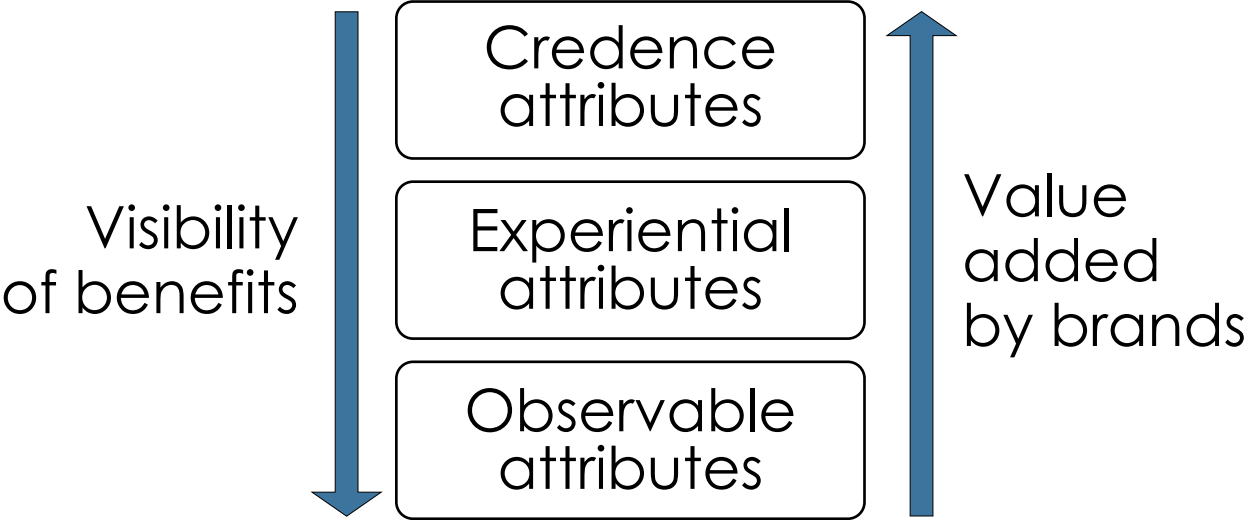 Credence
attributes
Visibility
of benefits
Experiential
attributes
Value
added
by brands
Observable
attributes